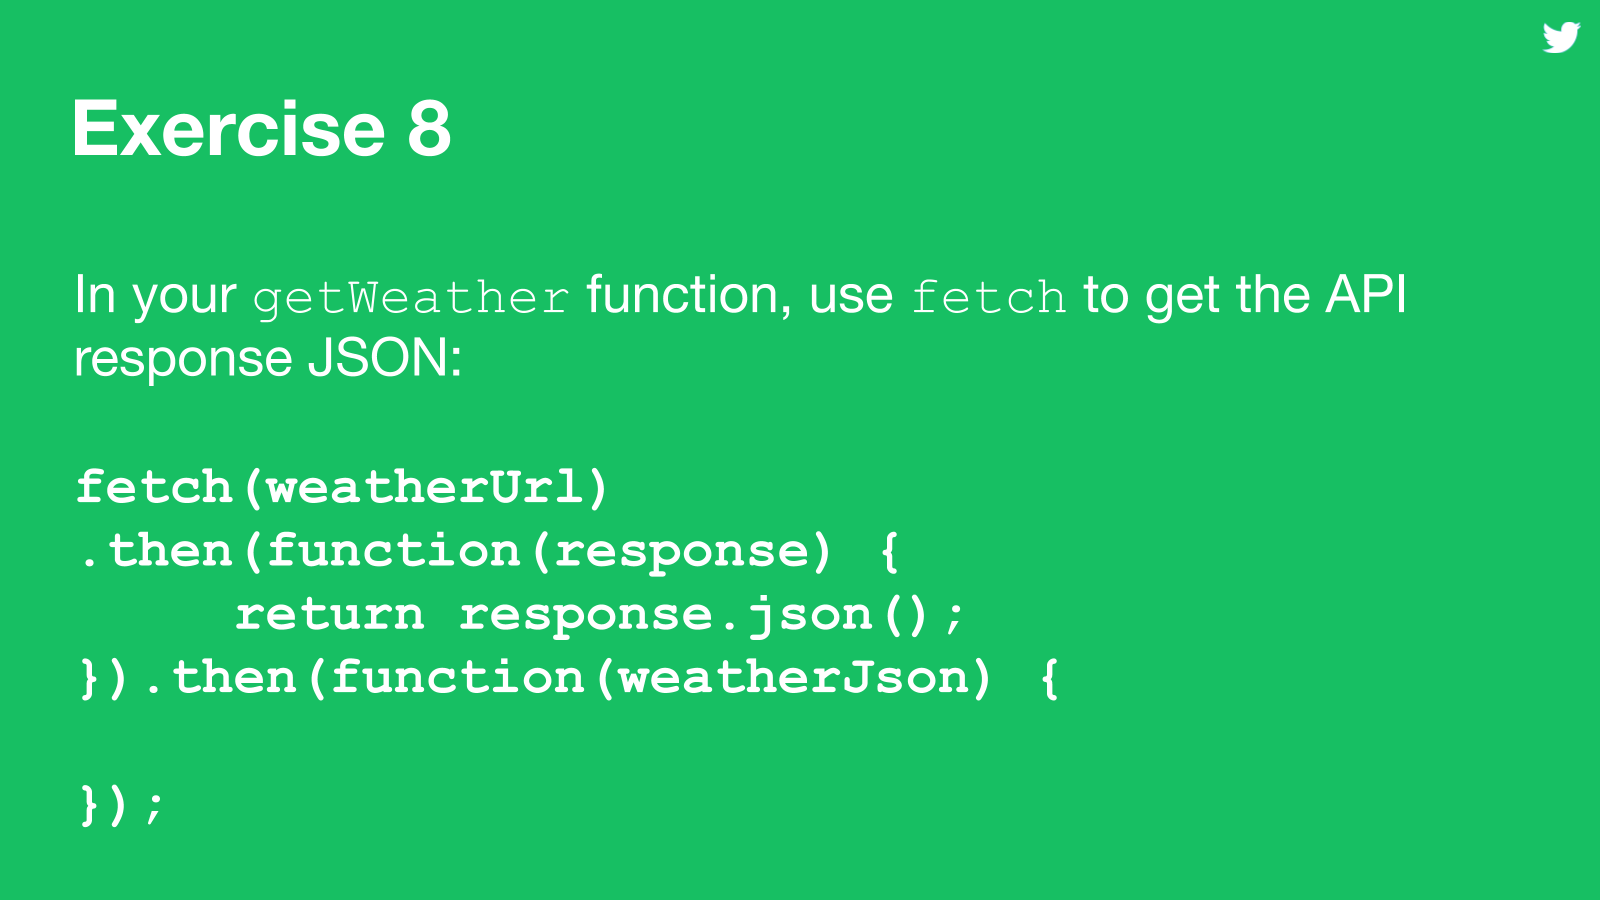 Exercise 8
In your getWeather function, use fetch to get the API
response JSON:
fetch(weatherUrl)
.then(function(response) {
     return response.json();
}).then(function(weatherJson) {
});